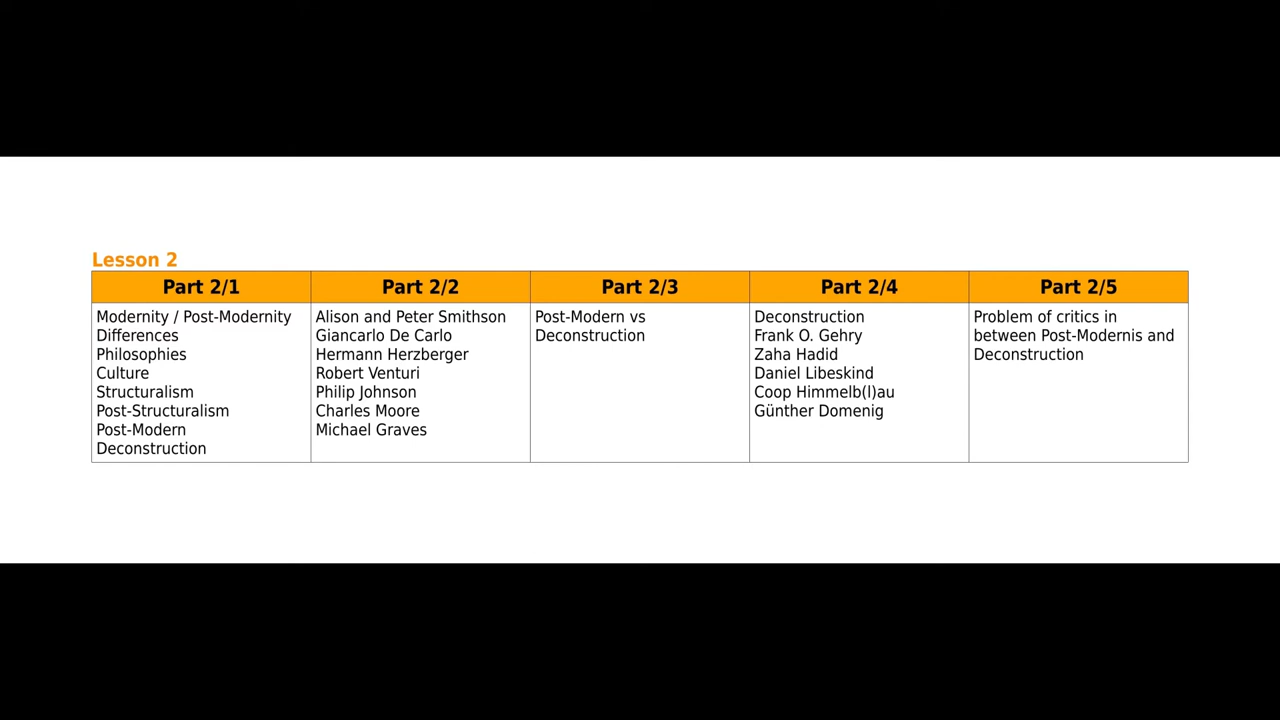 Lesson 2
Part 2/1
Part 2/2
Part 2/3
Part 2/4
Part 2/5
Modernity / Post-Modernity
Differences
Philosophies
Culture
Structuralism
Post-Structuralism
Post-Modern
Deconstruction
Alison and Peter Smithson
Giancarlo De Carlo
Hermann Herzberger
Robert Venturi
Philip Johnson
Charles Moore
Michael Graves
Post-Modern vs
Deconstruction
Deconstruction
Frank O. Gehry
Zaha Hadid
Daniel Libeskind
Coop Himmelb(l)au
Günther Domenig
Problem of critics in
between Post-Modernis and
Deconstruction